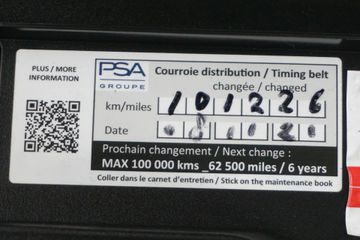 PLUS / MORE
INFORMATION
PSA
GROUPE
Courroie distribution / Timing belt
changée / changed
km/miles 101226
Date
Prochain changement / Next change :
MAX 100 000 kms _62 500 miles / 6 years
Coller dans le carnet d'entretien / Stick on the maintenance book